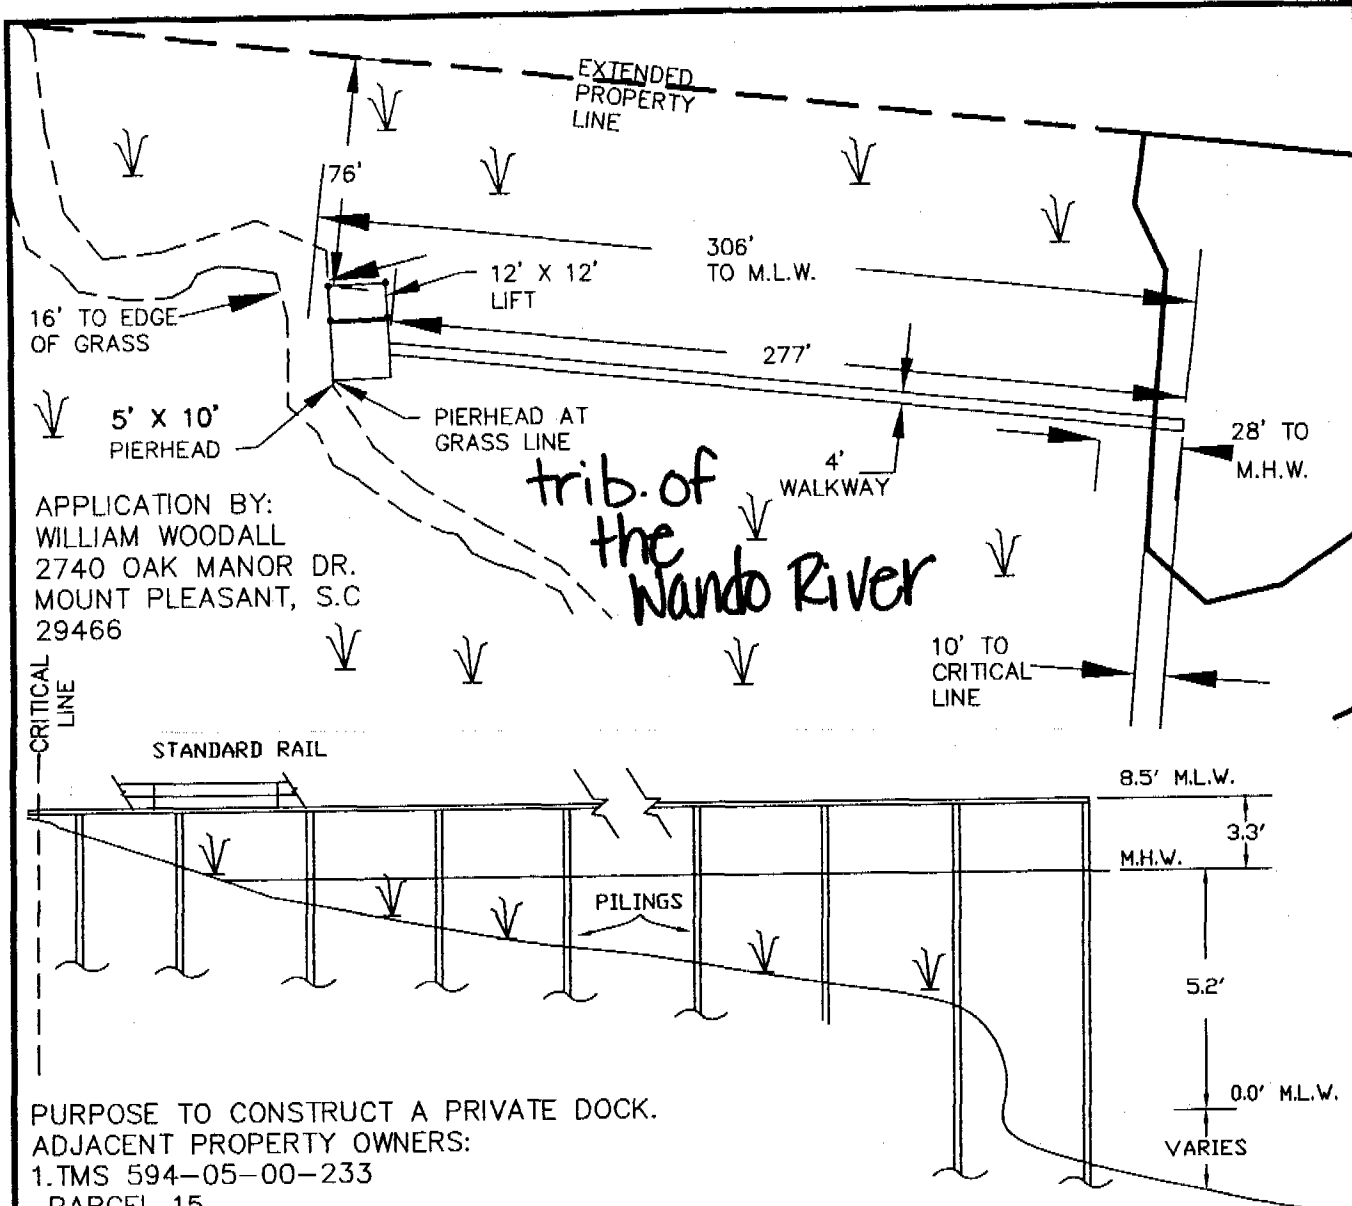 EXTENDED
PROPERTY
LINE
76'
306'
TO M.L.W.
12' X 12'
LIFT
16' TO EDGE
OF GRASS
277'
5' X 10'
PIERHEAD
PIERHEAD AT
GRASS LINE
4'
WALKWAY
28' TO
M.H.W.
trib. of
the
Wando River
APPLICATION BY:
WILLIAM WOODALL
2740 OAK MANOR DR.
MOUNT PLEASANT, S.C
29466
10' TO
CRITICAL
LINE
CRITICAL
LINE
STANDARD RAIL
8.5' M.L.W.
3.3'
M.H.W.
PILINGS
5.2'
0.0' M.L.W.
VARIES
PURPOSE TO CONSTRUCT A PRIVATE DOCK.
ADJACENT PROPERTY OWNERS:
1.TMS 594-05-00-233
PARCEL 15